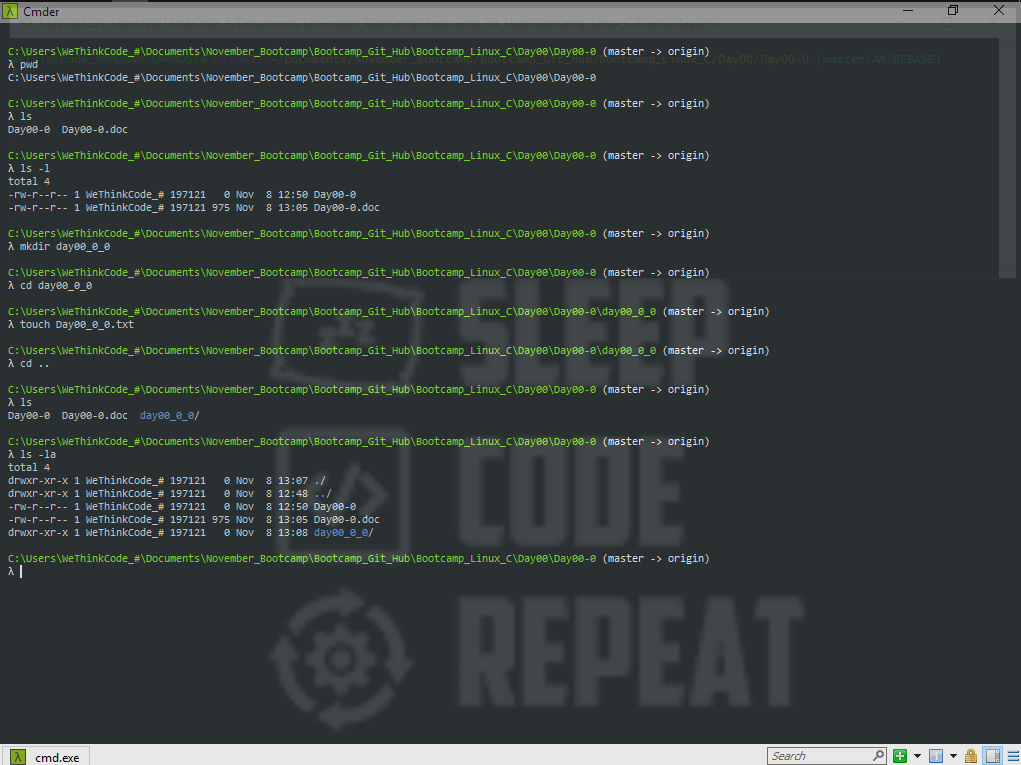 Cmder
C:\Users\WeThinkCode_#\Documents\November_Bootcamp\Bootcamp_Git_Hub\Bootcamp_Linux_C\Day00\Day00-0 (master -> origin)
λ pwd
C:\Users\WeThinkCode_#\Documents\November_Bootcamp\Bootcamp_Git_Hub\Bootcamp_Linux_C\Day00\Day00-0
C:\Users\WeThinkCode_#\Documents\November_Bootcamp\Bootcamp_Git_Hub\Bootcamp_Linux_C\Day00\Day00-0 (master -> origin)
λ ls
Day00-0  Day00-0.doc
C:\Users\WeThinkCode_#\Documents\November_Bootcamp\Bootcamp_Git_Hub\Bootcamp_Linux_C\Day00\Day00-0 (master -> origin)
λ ls -l
total 4
-rw-r--r-- 1 WeThinkCode_# 197121   0 Nov  8 12:50 Day00-0
-rw-r--r-- 1 WeThinkCode_# 197121 975 Nov  8 13:05 Day00-0.doc
C:\Users\WeThinkCode_#\Documents\November_Bootcamp\Bootcamp_Git_Hub\Bootcamp_Linux_C\Day00\Day00-0 (master -> origin)
λ mkdir day00_0_0
C:\Users\WeThinkCode_#\Documents\November_Bootcamp\Bootcamp_Git_Hub\Bootcamp_Linux_C\Day00\Day00-0 (master -> origin)
λ cd day00_0_0
C:\Users\WeThinkCode_#\Documents\November_Bootcamp\Bootcamp_Git_Hub\Bootcamp_Linux_C\Day00\Day00-0\day00_0_0 (master -> origin)
λ touch Day00_0_0.txt
C:\Users\WeThinkCode_#\Documents\November_Bootcamp\Bootcamp_Git_Hub\Bootcamp_Linux_C\Day00\Day00-0\day00_0_0 (master -> origin)
λ cd ..
C:\Users\WeThinkCode_#\Documents\November_Bootcamp\Bootcamp_Git_Hub\Bootcamp_Linux_C\Day00\Day00-0 (master -> origin)
λ ls
Day00-0  Day00-0.doc  day00_0_0/
C:\Users\WeThinkCode_#\Documents\November_Bootcamp\Bootcamp_Git_Hub\Bootcamp_Linux_C\Day00\Day00-0 (master -> origin)
λ ls -la
total 4
drwxr-xr-x 1 WeThinkCode_# 197121   0 Nov  8 13:07 ./
drwxr-xr-x 1 WeThinkCode_# 197121   0 Nov  8 12:48 ../
-rw-r--r-- 1 WeThinkCode_# 197121   0 Nov  8 12:50 Day00-0
-rw-r--r-- 1 WeThinkCode_# 197121 975 Nov  8 13:05 Day00-0.doc
drwxr-xr-x 1 WeThinkCode_# 197121   0 Nov  8 13:08 day00_0_0/
C:\Users\WeThinkCode_#\Documents\November_Bootcamp\Bootcamp_Git_Hub\Bootcamp_Linux_C\Day00\Day00-0 (master -> origin)
λ
zZZ
SLEEP
</>
CODE
REPEAT
λ cmd.exe
Search